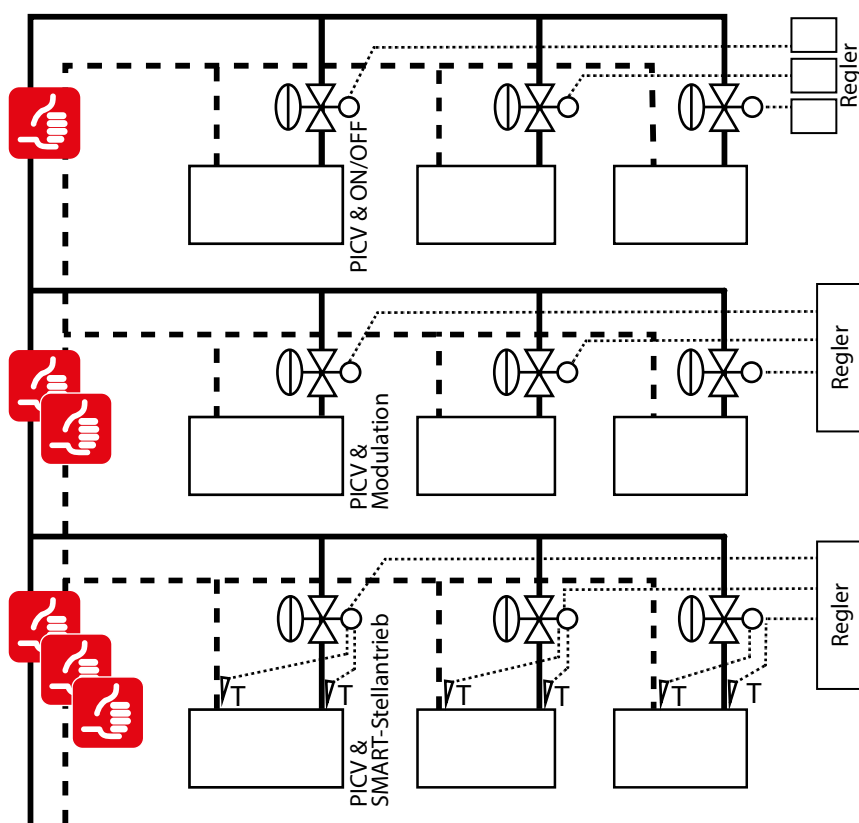 Regler
PICV & ON/OFF
Regler
PICV &
Modulation
Regler
T
T
T
T
T
T
PICV &
SMART-Stellantrieb